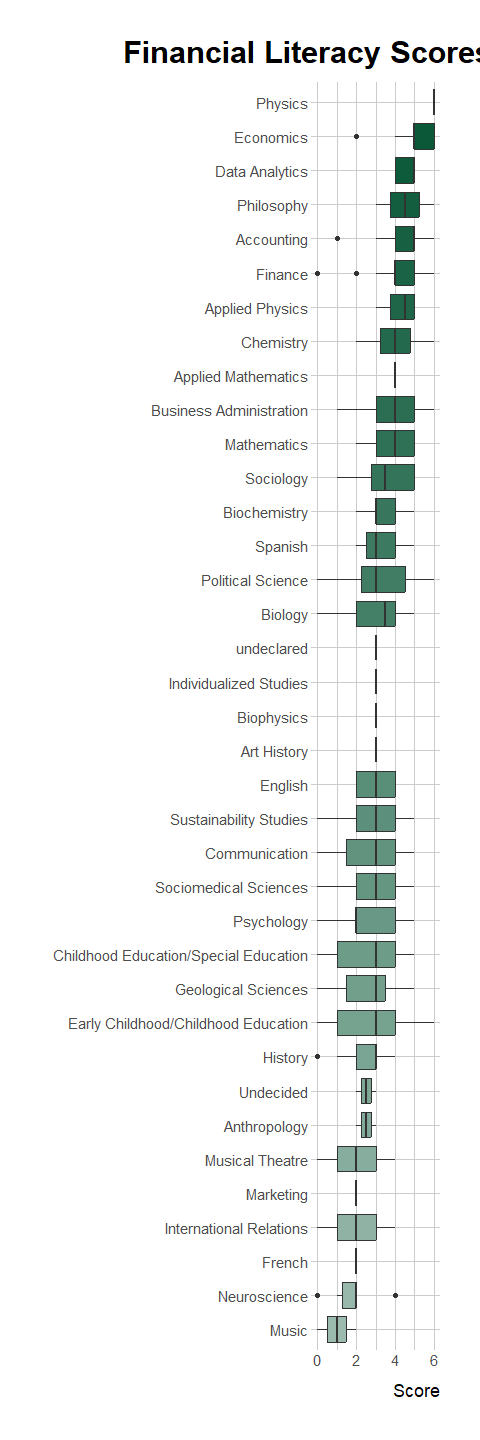 Financial Literacy Scores
Physics
Economics
Data Analytics
Philosophy
Accounting
Finance
Applied Physics
Chemistry
Applied Mathematics
Business Administration
Mathematics
Sociology
Biochemistry
Spanish
Political Science
Biology
undeclared
Individualized Studies
Biophysics
Art History
English
Sustainability Studies
Communication
Sociomedical Sciences
Psychology
Childhood Education/Special Education
Geological Sciences
Early Childhood/Childhood Education
History
Undecided
Anthropology
Musical Theatre
Marketing
International Relations
French
Neuroscience
Music
0 2 4 6
Score